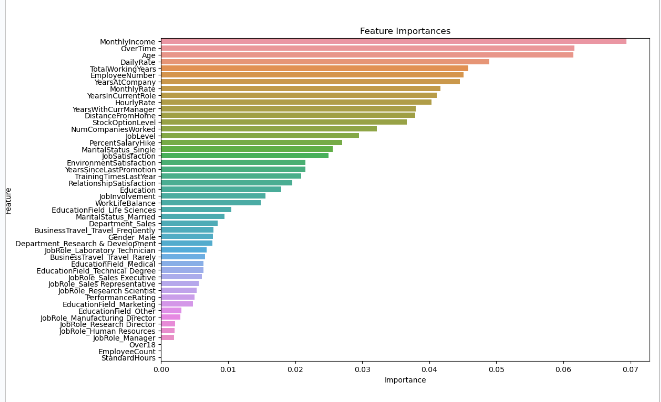 Feature Importances
MonthlyIncome
OverTime
Age
DailyRate
TotalWorkingYears
EmployeeNumber
YearsAtCompany
MonthlyRate
YearsInCurrentRole
HourlyRate
YearsWithCurrManager
DistanceFromHome
StockOptionLevel
NumCompaniesWorked
JobLevel
PercentSalaryHike
MaritalStatus_Single
JobSatisfaction
EnvironmentSatisfaction
YearsSinceLastPromotion
TrainingTimesLastYear
RelationshipSatisfaction
Education
JobInvolvement
WorkLifeBalance
EducationField_Life Sciences
MaritalStatus_Married
Department_Sales
BusinessTravel_Travel_Frequently
Gender_Male
Department_Research & Development
JobRole_Laboratory Technician
BusinessTravel_Travel_Rarely
EducationField_Medical
EducationField_Technical Degree
JobRole_Sales Executive
JobRole_Sales Representative
JobRole_Research Scientist
PerformanceRating
EducationField_Marketing
EducationField_Other
JobRole_Manufacturing Director
JobRole_Research Director
JobRole_Human Resources
JobRole_Manager
Over18
EmployeeCount
StandardHours
Feature
0.00 0.01 0.02 0.03 0.04 0.05 0.06 0.07
Importance